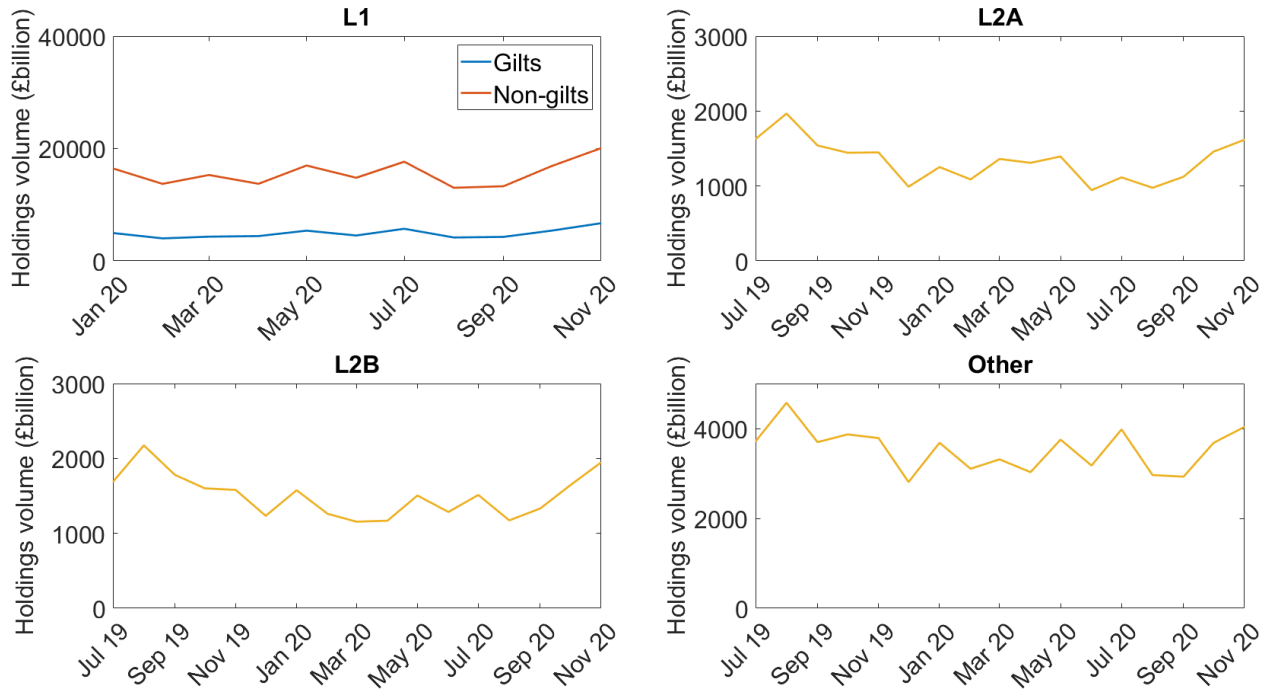 L1
Holdings volume (£billion)
40000
20000
0
Gilts
Non-gilts
Jan 20
Mar 20
May 20
Jul 20
Sep 20
Nov 20
L2A
Holdings volume (£billion)
3000
2000
1000
0
Jul 19
Sep 19
Nov 19
Jan 20
Mar 20
May 20
Jul 20
Sep 20
Nov 20
L2B
Holdings volume (£billion)
3000
2000
1000
0
Jul 19
Sep 19
Nov 19
Jan 20
Mar 20
May 20
Jul 20
Sep 20
Nov 20
Other
Holdings volume (£billion)
4000
2000
0
Jul 19
Sep 19
Nov 19
Jan 20
Mar 20
May 20
Jul 20
Sep 20
Nov 20